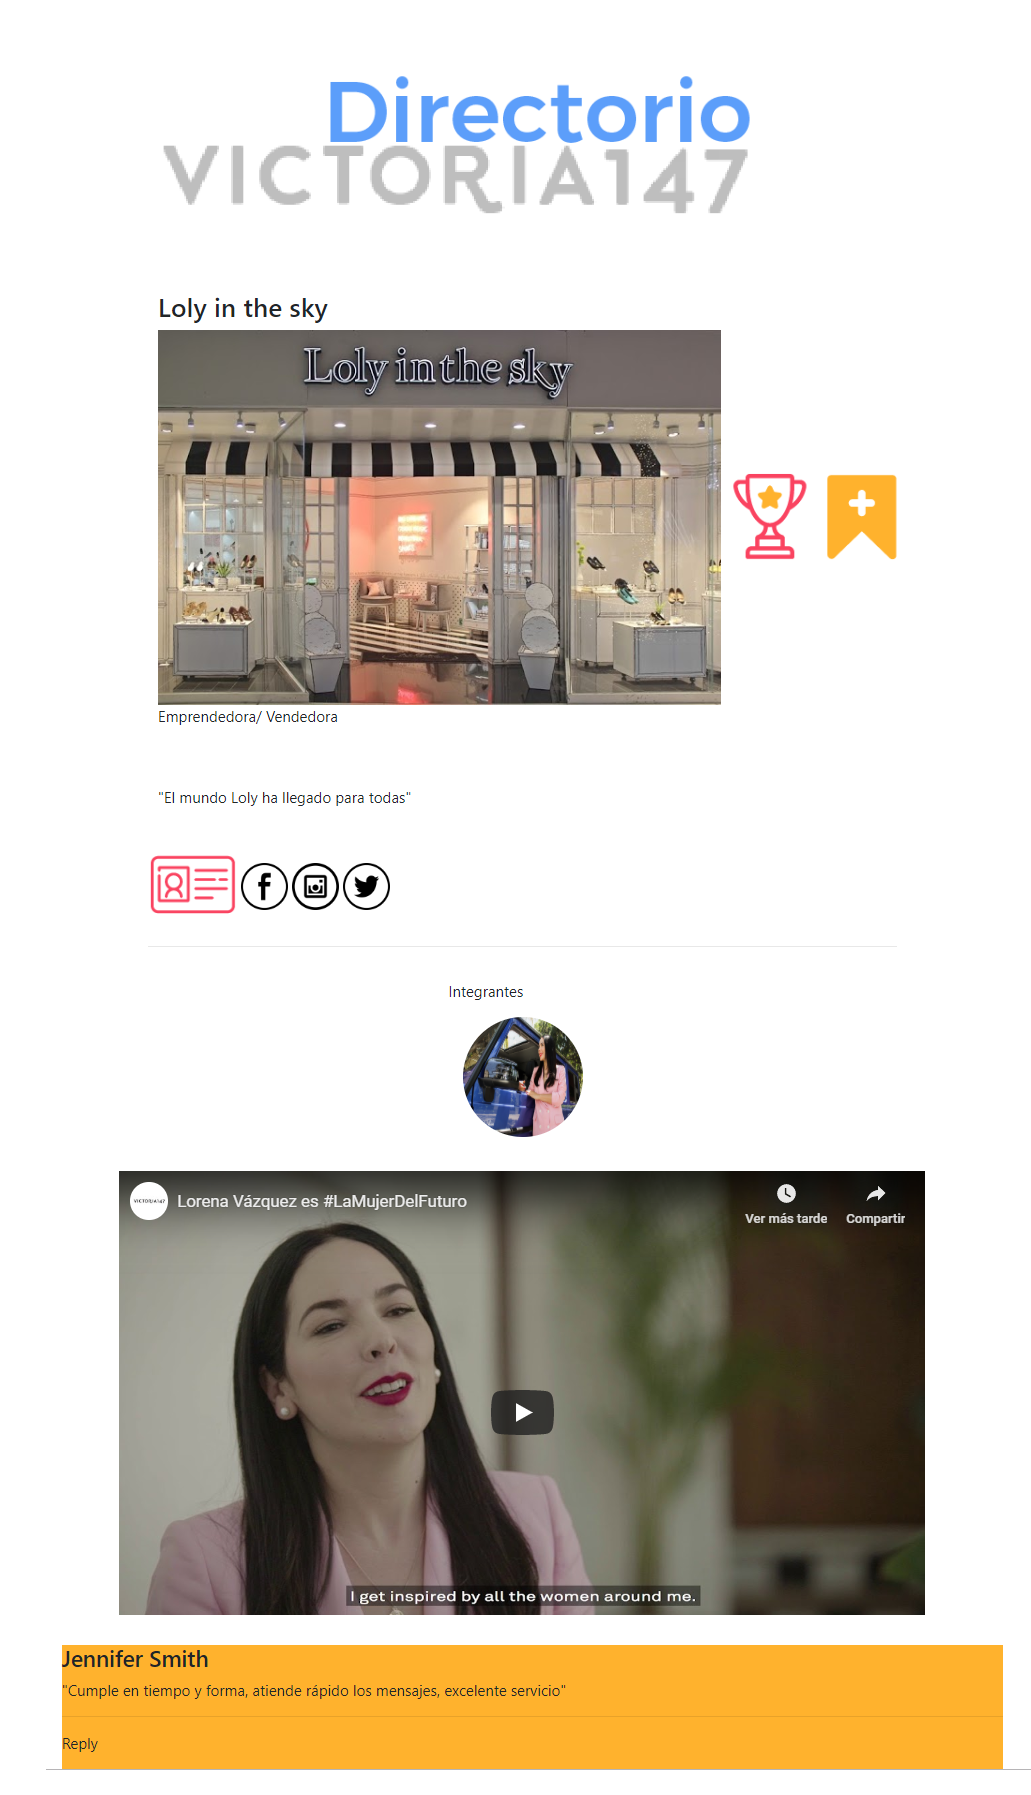 Directorio
VICTORIA147
Loly in the sky
Loly in the sky
Emprendedora/ Vendedora
"El mundo Loly ha llegado para todas"
Integrantes
VICTORIA147
Lorena Vázquez es #LaMujerDelFuturo
Ver más tarde
Compartir
I get inspired by all the women around me.
Jennifer Smith
"Cumple en tiempo y forma, atiende rápido los mensajes, excelente servicio"
Reply